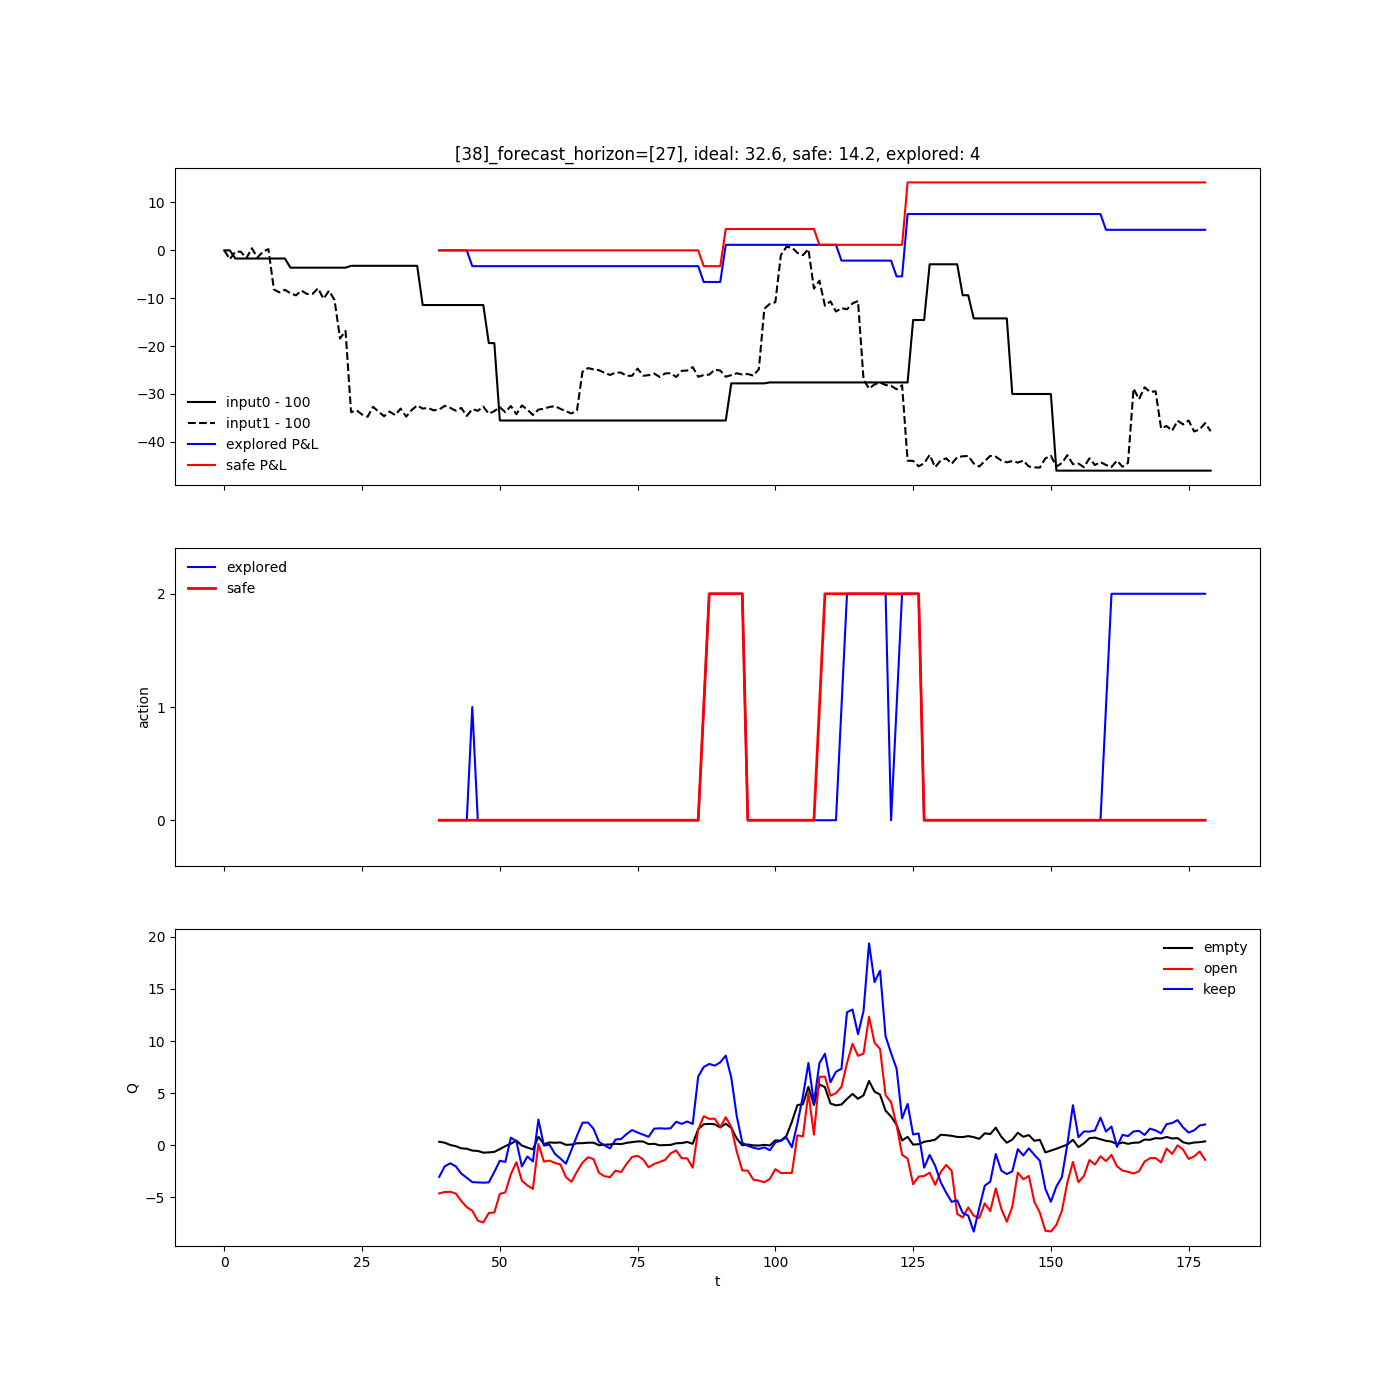 [38]_forecast_horizon=[27], ideal: 32.6, safe: 14.2, explored: 4
10
0
−10
−20
−30
−40
input0 - 100
input1 - 100
explored P&L
safe P&L
2
1
0
action
explored
safe
20
15
10
5
0
−5
Q
empty
open
keep
0 25 50 75 100 125 150 175
t